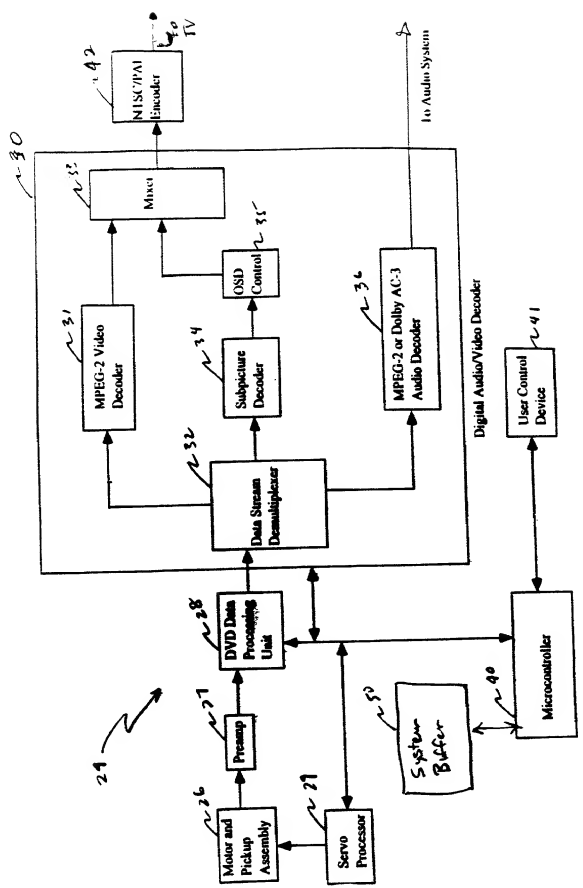 24
26
Motor and
Pickup
Assembly
27
Preamp
28
DVD Data
Processing
Unit
29
Servo
Processor
30
32
Data Stream
Demultiplexer
31
MPEG-2 Video
Decoder
34
Subpicture
Decoder
35
OSD
Control
33
Mixer
36
MPEG-2 or Dolby AC-3
Audio Decoder
Digital Audio/Video Decoder
42
NTSC/PAL
Encoder
to
TV
To Audio System
50
System
Buffer
40
Microcontroller
41
User Control
Device